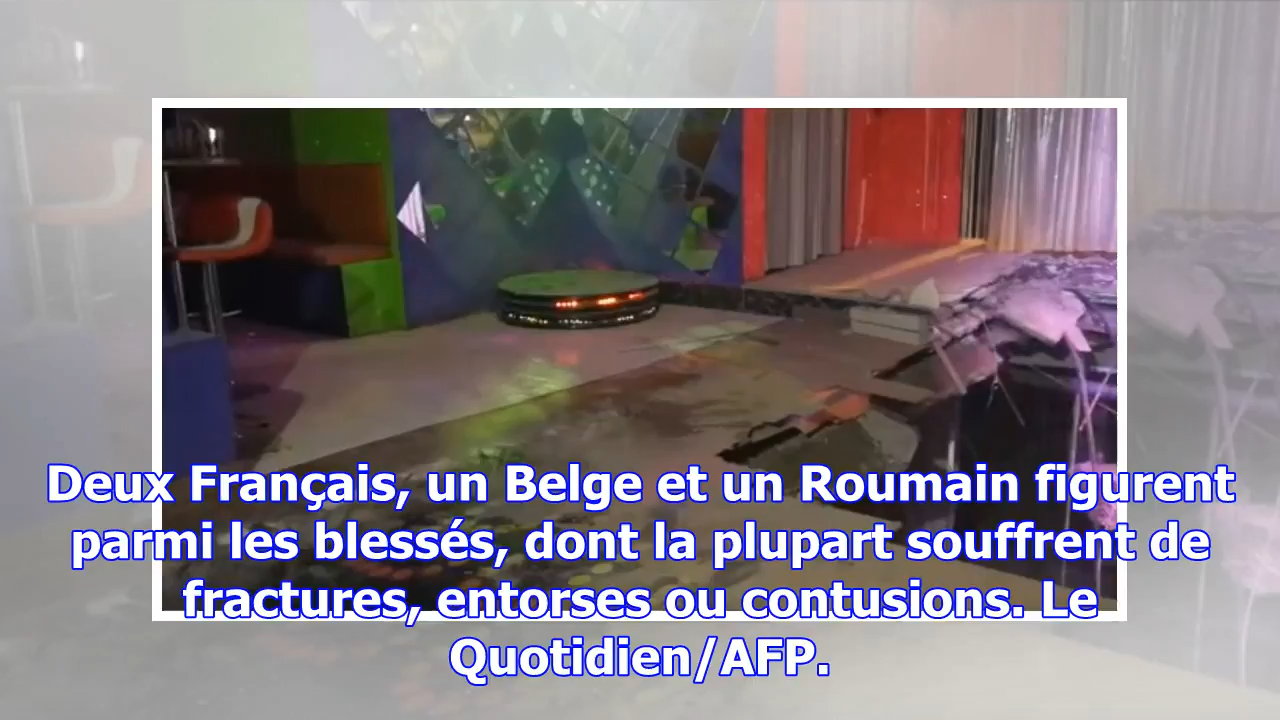 Deux Français, un Belge et un Roumain figurent
parmi les blessés, dont la plupart souffrent de
fractures, entorses ou contusions. Le
Quotidien/AFP.